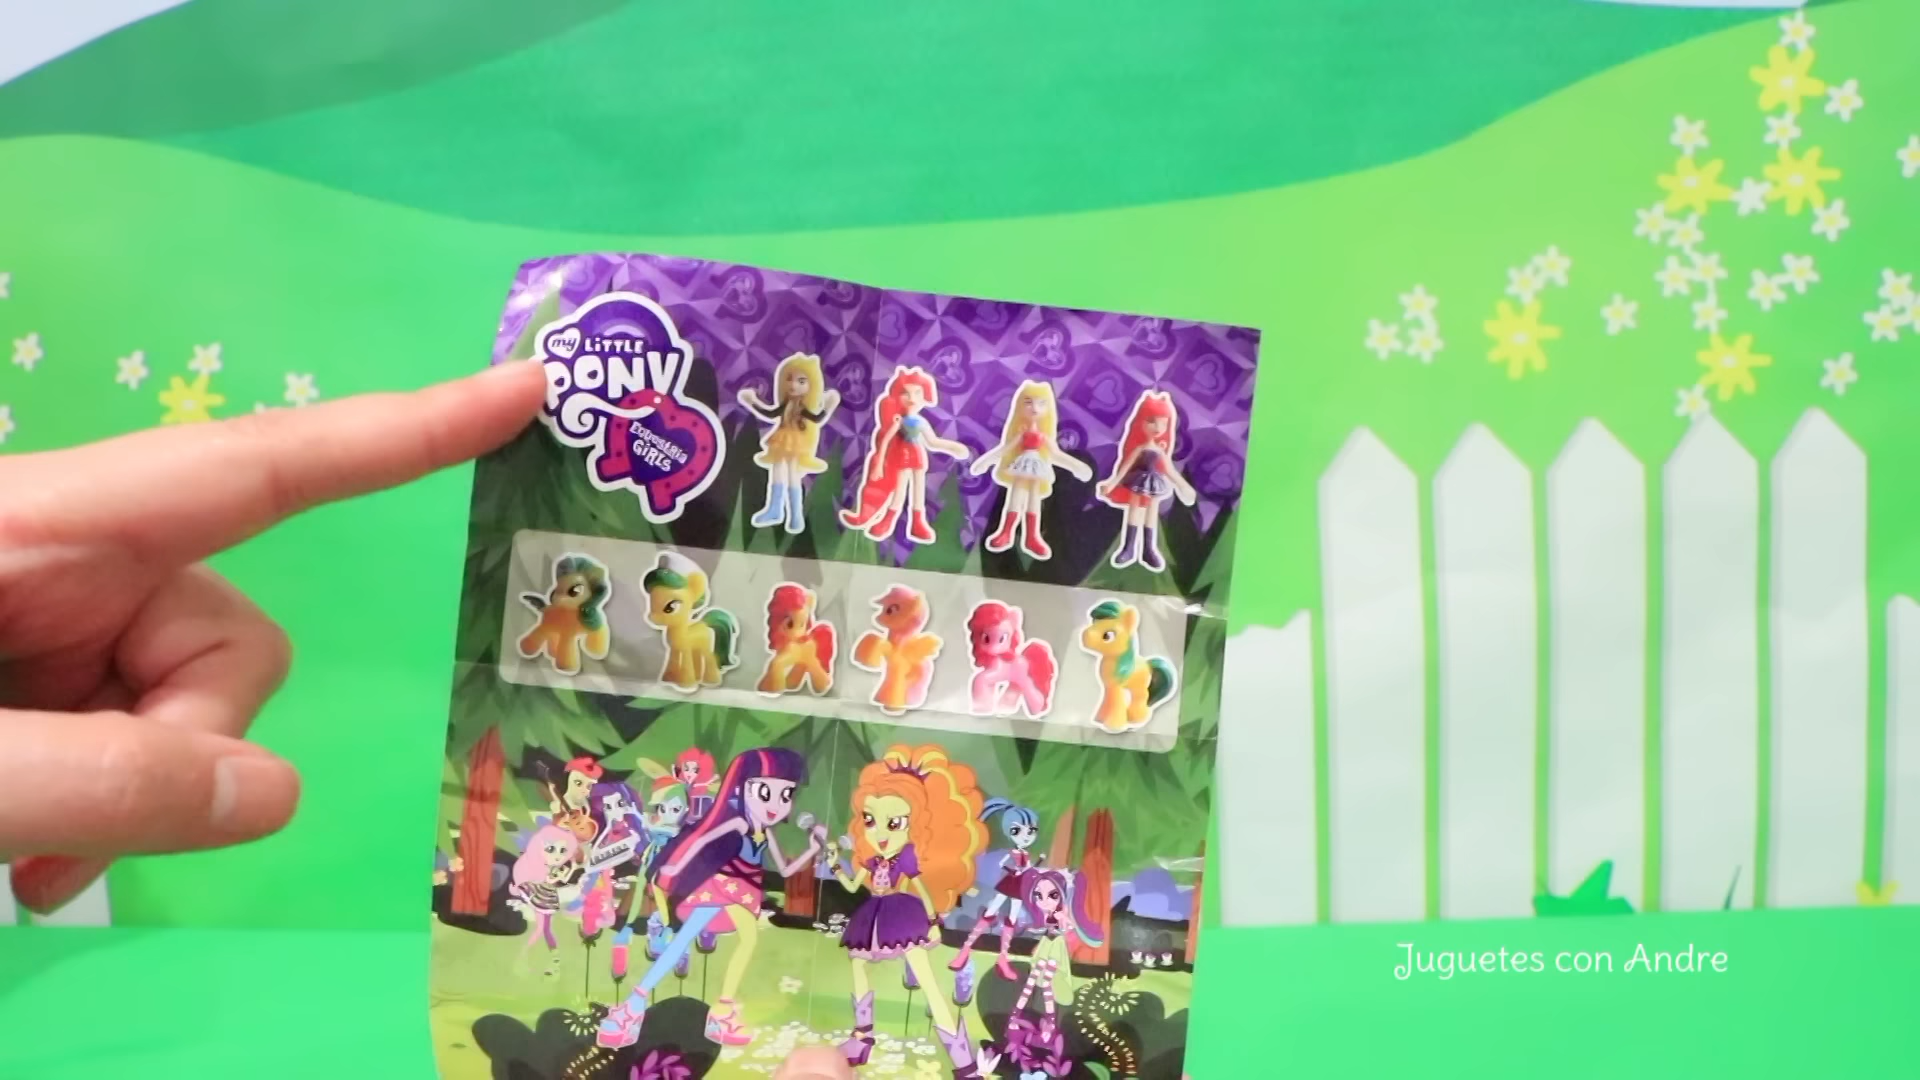 my LiTTLE
PONY
EQUESTRIA
GiRLS
Juguetes con Andre